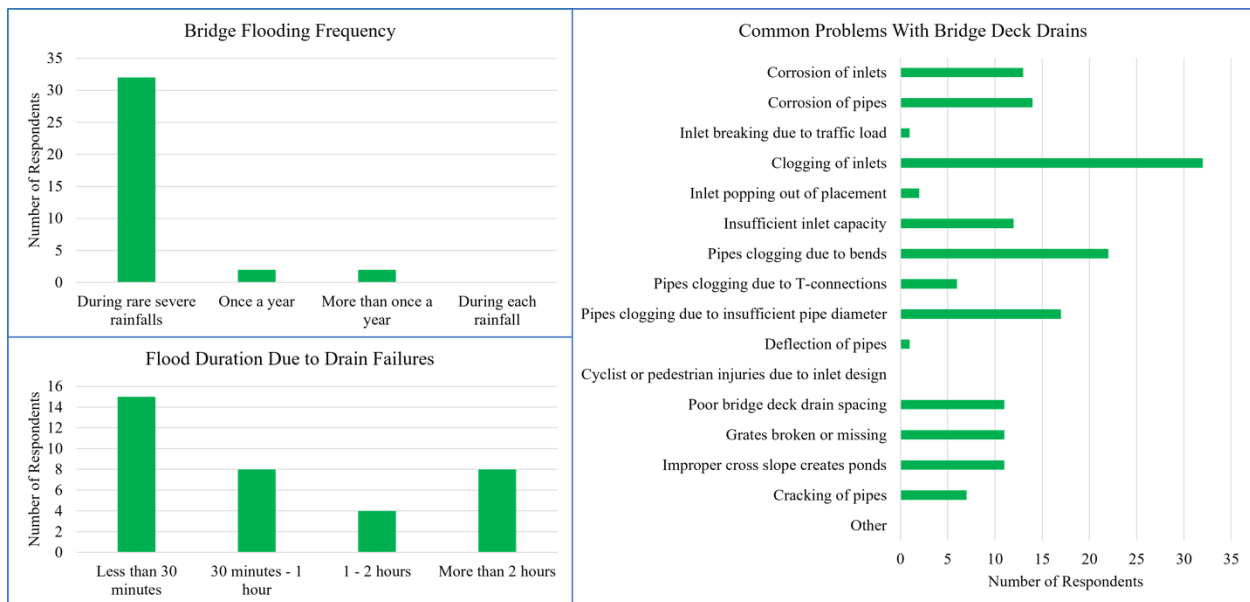 Bridge Flooding Frequency
Number of Respondents
35
30
25
20
15
10
5
0
During rare severe
rainfalls
Once a year
More than once a
year
During each
rainfall
Flood Duration Due to Drain Failures
Number of Respondents
16
14
12
10
8
6
4
2
0
Less than 30
minutes
30 minutes - 1
hour
1 - 2 hours
More than 2 hours
Common Problems With Bridge Deck Drains
Corrosion of inlets
Corrosion of pipes
Inlet breaking due to traffic load
Clogging of inlets
Inlet popping out of placement
Insufficient inlet capacity
Pipes clogging due to bends
Pipes clogging due to T-connections
Pipes clogging due to insufficient pipe diameter
Deflection of pipes
Cyclist or pedestrian injuries due to inlet design
Poor bridge deck drain spacing
Grates broken or missing
Improper cross slope creates ponds
Cracking of pipes
Other
0 5 10 15 20 25 30 35
Number of Respondents